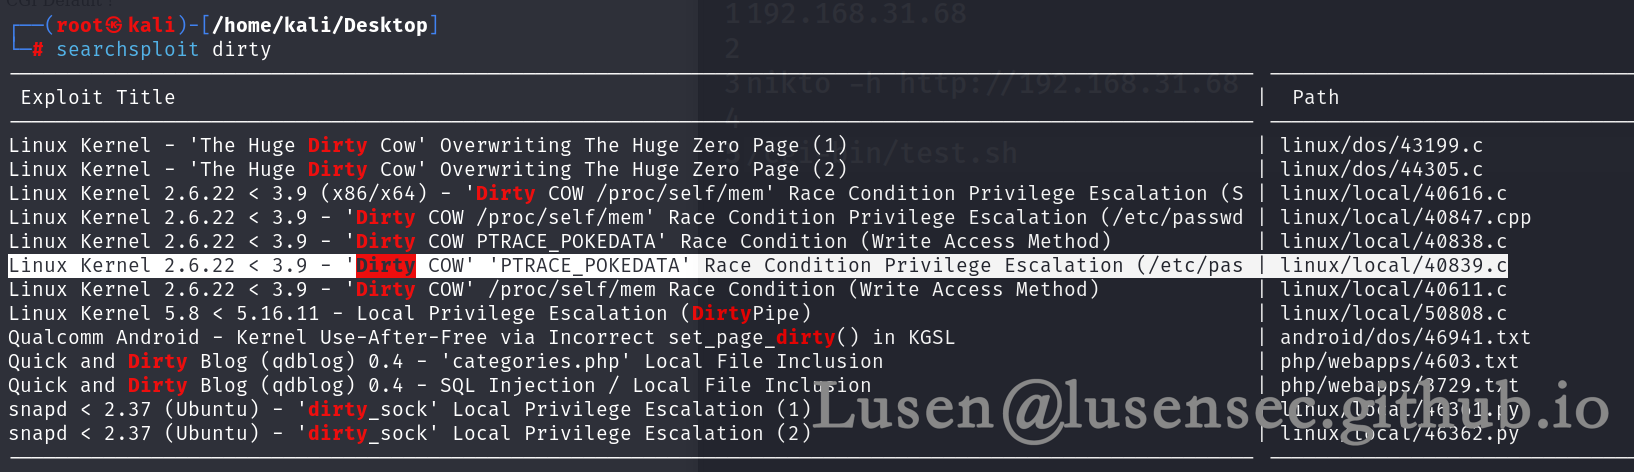 CGI Default :
┌──(root㉿kali)-[/home/kali/Desktop]
└─# searchsploit dirty
Exploit Title | Path
Linux Kernel - 'The Huge Dirty Cow' Overwriting The Huge Zero Page (1) | linux/dos/43199.c
Linux Kernel - 'The Huge Dirty Cow' Overwriting The Huge Zero Page (2) | linux/dos/44305.c
Linux Kernel 2.6.22 < 3.9 (x86/x64) - 'Dirty COW /proc/self/mem' Race Condition Privilege Escalation (S | linux/local/40616.c
Linux Kernel 2.6.22 < 3.9 - 'Dirty COW /proc/self/mem' Race Condition Privilege Escalation (/etc/passwd | linux/local/40847.cpp
Linux Kernel 2.6.22 < 3.9 - 'Dirty COW PTRACE_POKEDATA' Race Condition (Write Access Method) | linux/local/40838.c
Linux Kernel 2.6.22 < 3.9 - 'Dirty COW' 'PTRACE_POKEDATA' Race Condition Privilege Escalation (/etc/pas | linux/local/40839.c
Linux Kernel 2.6.22 < 3.9 - 'Dirty COW' /proc/self/mem Race Condition (Write Access Method) | linux/local/40611.c
Linux Kernel 5.8 < 5.16.11 - Local Privilege Escalation (DirtyPipe) | linux/local/50808.c
Qualcomm Android - Kernel Use-After-Free via Incorrect set_page_dirty() in KGSL | android/dos/46941.txt
Quick and Dirty Blog (qdblog) 0.4 - 'categories.php' Local File Inclusion | php/webapps/4603.txt
Quick and Dirty Blog (qdblog) 0.4 - SQL Injection / Local File Inclusion | php/webapps/3729.txt
snapd < 2.37 (Ubuntu) - 'dirty_sock' Local Privilege Escalation (1) | linux/local/46361.py
snapd < 2.37 (Ubuntu) - 'dirty_sock' Local Privilege Escalation (2) | linux/local/46362.py
1 192.168.31.68
2
3 nikto -h http://192.168.31.68
4
Lusen@lusensec.github.io